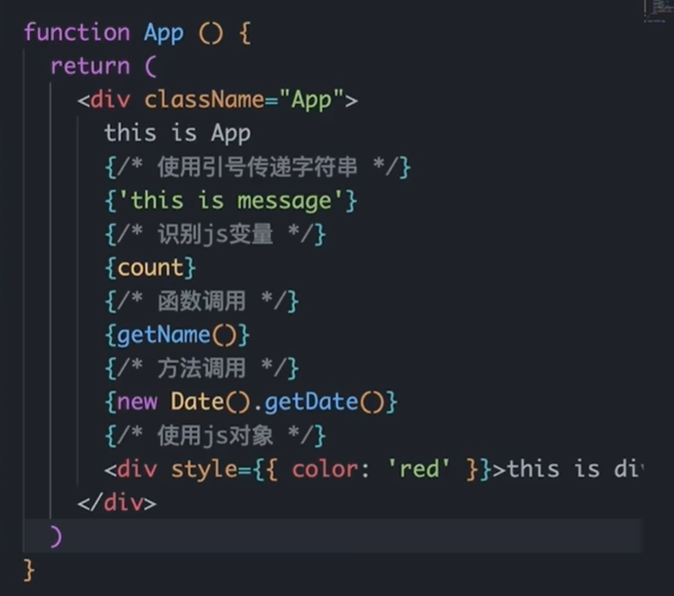 function App () {
return (
<div className="App">
this is App
{/* 使用引号传递字符串 */}
{'this is message'}
{/* 识别js变量 */}
{count}
{/* 函数调用 */}
{getName()}
{/* 方法调用 */}
{new Date().getDate()}
{/* 使用js对象 */}
<div style={{ color: 'red' }}>this is di
</div>
)
}